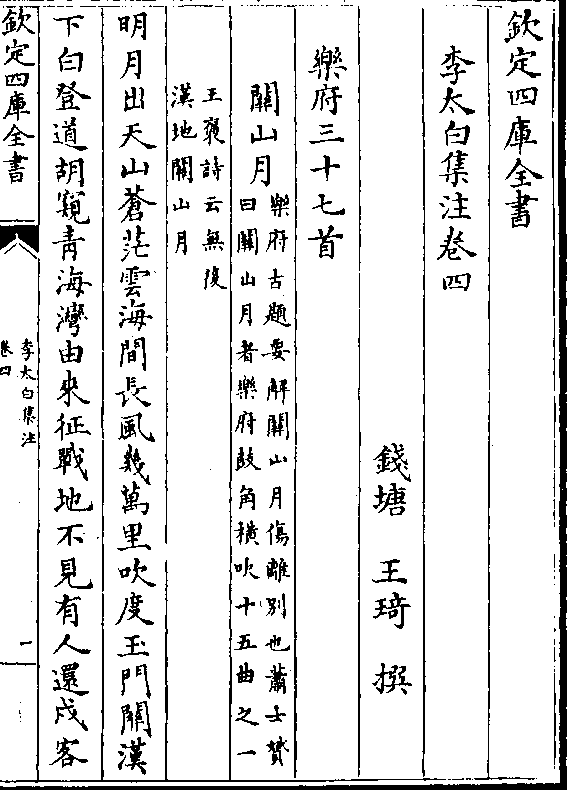 欽定四庫全書
李太白集注卷四
錢塘 王琦 撰
樂府三十七首
關山月樂府古題要解關山月傷離別也蕭士贇
曰關山月者樂府鼓角橫吹十五曲之一
王褒詩云無復
漢地關山月
明月出天山蒼茫雲海間長風幾萬里吹度玉門關漢
下白登道胡窺青海灣由來征戰地不見有人還戍客
欽定四庫全書
李太白集注
卷四
一